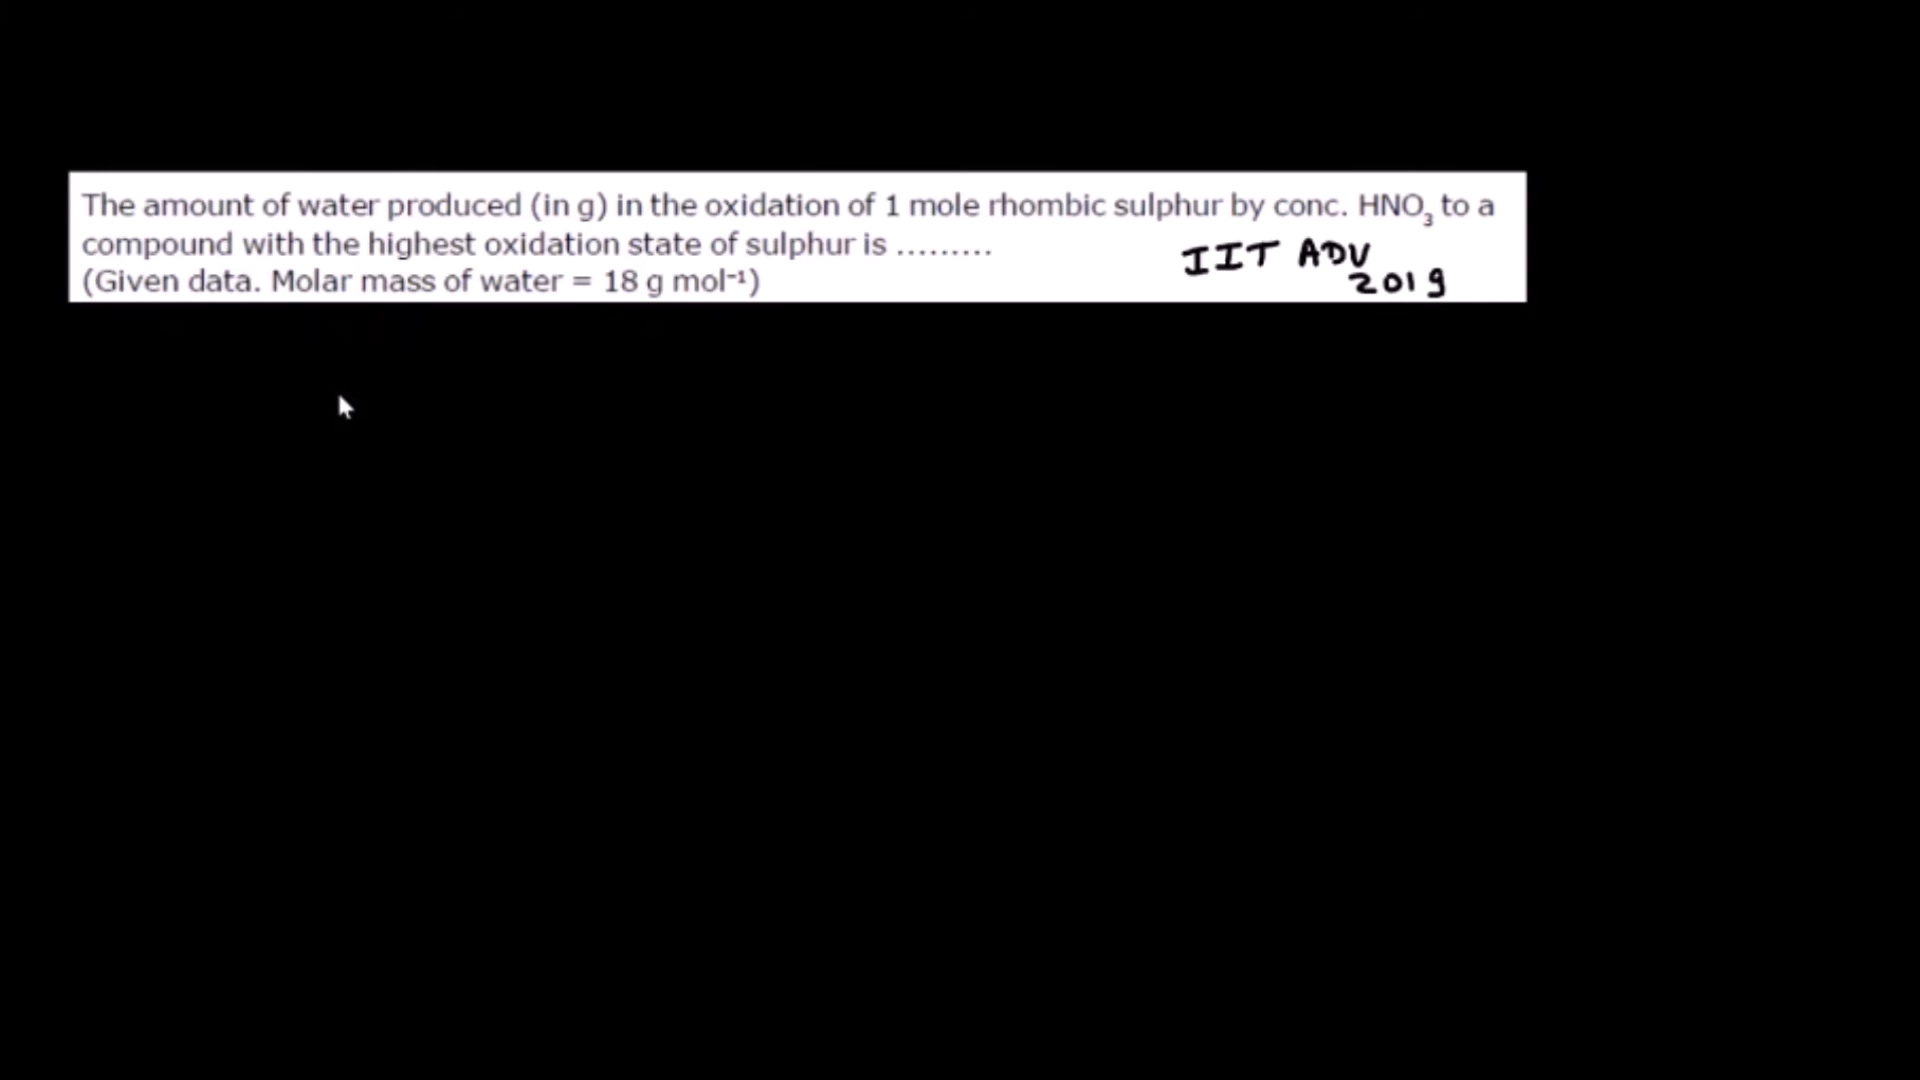 The amount of water produced (in g) in the oxidation of 1 mole rhombic sulphur by conc. HNO₃ to a
compound with the highest oxidation state of sulphur is .........
IIT ADV
(Given data. Molar mass of water = 18 g mol⁻¹)
2019